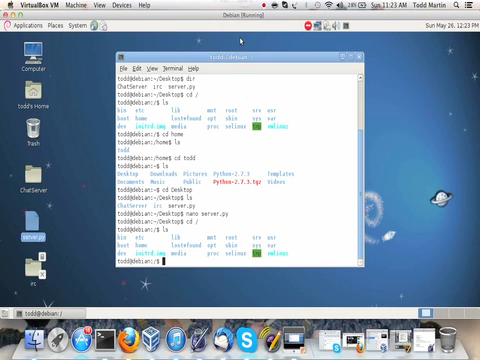 VirtualBox VM Machine View Devices Help
Sun 11:23 AM Todd Martin
Debian [Running]
Applications Places System
Sun May 26, 12:23 PM
Computer
todd's Home
Trash
ChatServer
server.py
irc
todd@debian: /
File Edit View Terminal Help
todd@debian:~/Desktop$ dir
ChatServer irc server.py
todd@debian:~/Desktop$ cd /
todd@debian:/$ ls
bin etc lib mnt root srv usr
boot home lost+found opt sbin sys var
dev initrd.img media proc selinux tmp vmlinuz
todd@debian:/$ cd home
todd@debian:/home$ ls
todd
todd@debian:/home$ cd todd
todd@debian:~$ ls
Desktop Downloads Pictures Python-2.7.3 Templates
Documents Music Public Python-2.7.3.tgz Videos
todd@debian:~$ cd Desktop
todd@debian:~/Desktop$ ls
ChatServer irc server.py
todd@debian:~/Desktop$ nano server.py
todd@debian:~/Desktop$ cd /
todd@debian:/$ ls
bin etc lib mnt root srv usr
boot home lost+found opt sbin sys var
dev initrd.img media proc selinux tmp vmlinuz
todd@debian:/$
todd@debian: /